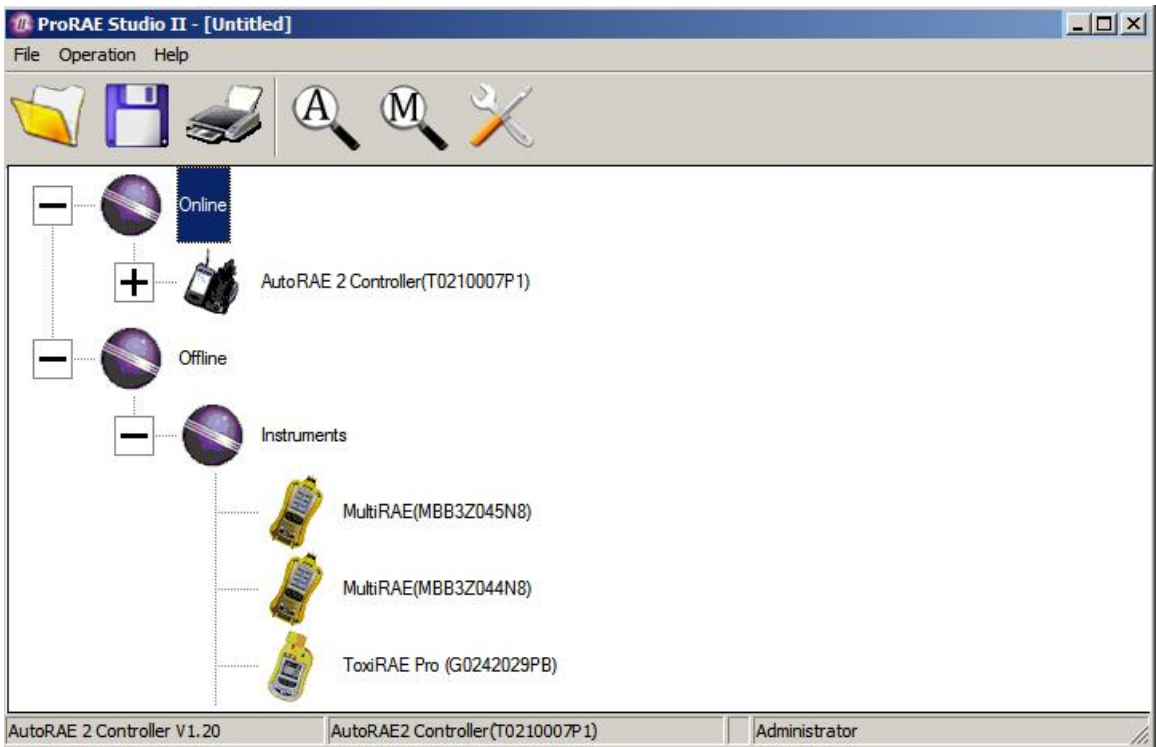 ProRAE Studio II - [Untitled]
File Operation Help
A M
Online
AutoRAE 2 Controller(T0210007P1)
Offline
Instruments
MultiRAE(MBB3Z045N8)
MultiRAE(MBB3Z044N8)
ToxiRAE Pro (G0242029PB)
AutoRAE 2 Controller V1.20 AutoRAE2 Controller(T0210007P1) Administrator